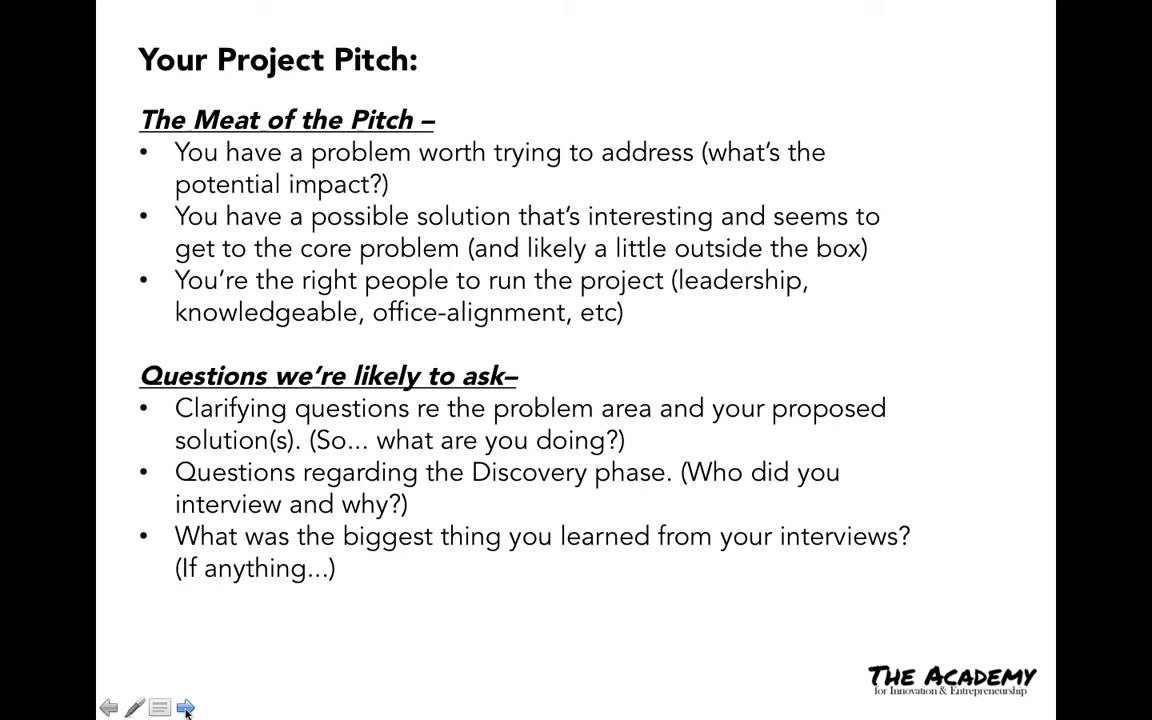 Your Project Pitch:
The Meat of the Pitch –
• You have a problem worth trying to address (what's the
potential impact?)
• You have a possible solution that's interesting and seems to
get to the core problem (and likely a little outside the box)
• You're the right people to run the project (leadership,
knowledgeable, office-alignment, etc)
Questions we're likely to ask–
• Clarifying questions re the problem area and your proposed
solution(s). (So... what are you doing?)
• Questions regarding the Discovery phase. (Who did you
interview and why?)
• What was the biggest thing you learned from your interviews?
(If anything...)
The Academy
for Innovation & Entrepreneurship